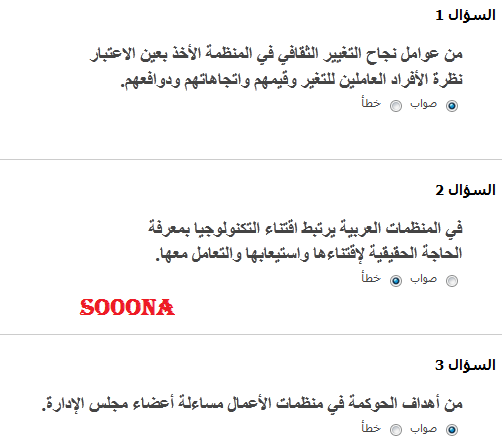 السؤال 1
من عوامل نجاح التغيير الثقافي في المنظمة الأخذ بعين الاعتبار
نظرة الأفراد العاملين للتغير وقيمهم واتجاهاتهم ودوافعهم.
صواب خطأ
السؤال 2
في المنظمات العربية يرتبط اقتناء التكنولوجيا بمعرفة
الحاجة الحقيقية لإقتناءها واستيعابها والتعامل معها.
صواب خطأ
SOOONA
السؤال 3
من أهداف الحوكمة في منظمات الأعمال مساءلة أعضاء مجلس الإدارة.
صواب خطأ